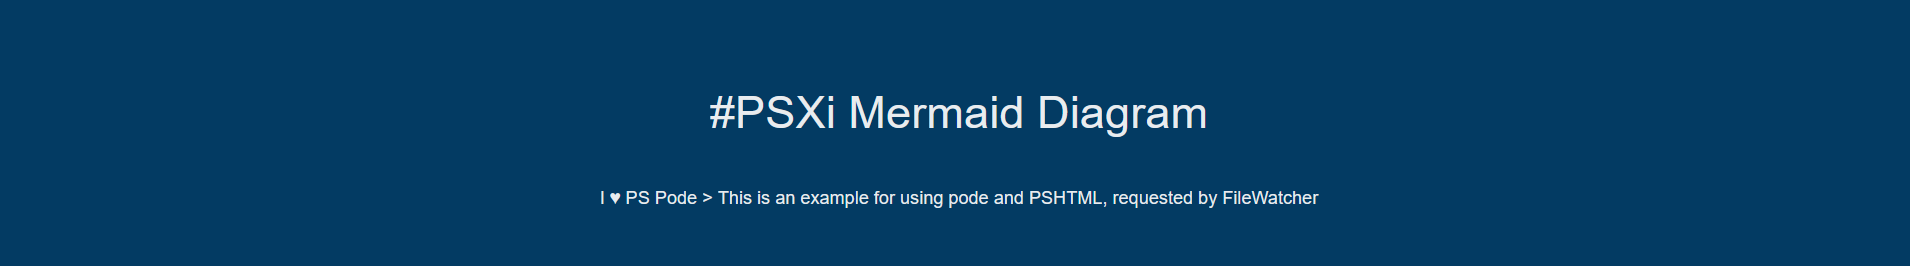 #PSXi Mermaid Diagram
I ♥ PS Pode > This is an example for using pode and PSHTML, requested by FileWatcher